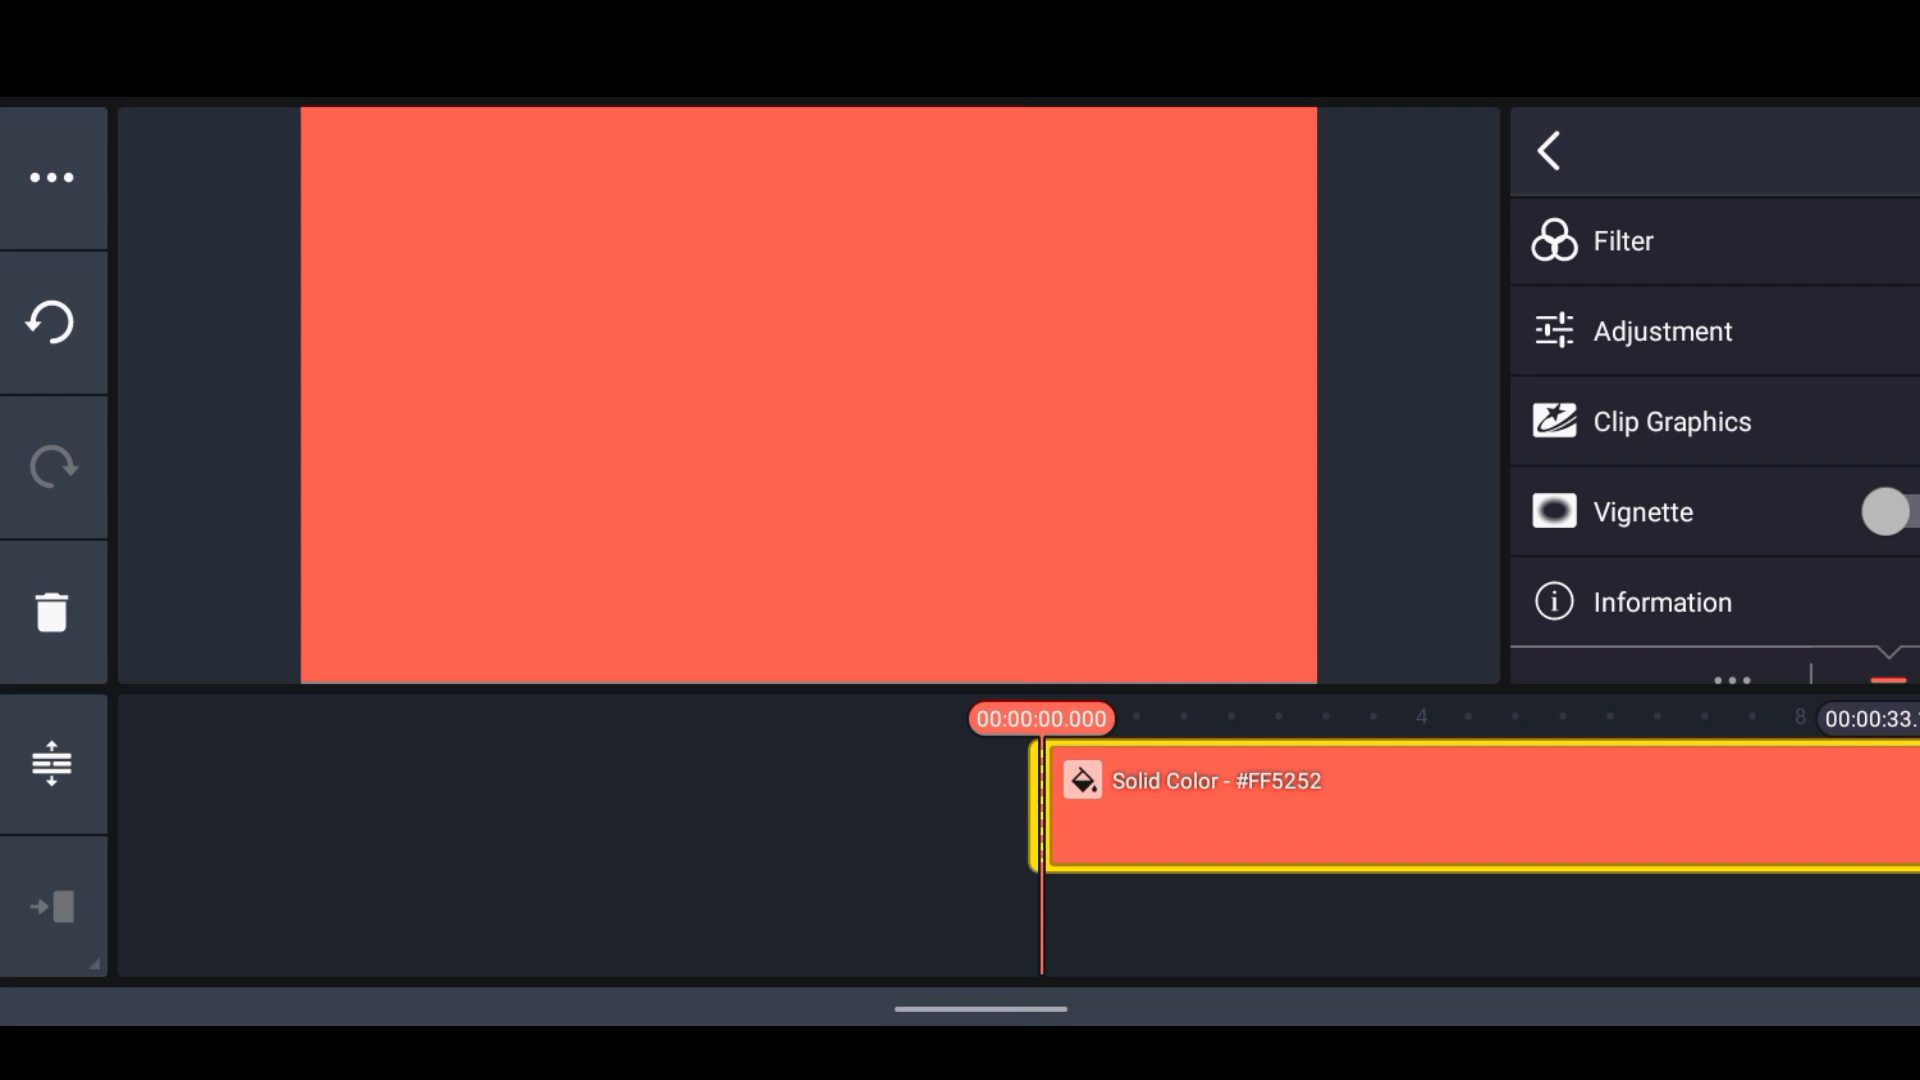 Filter
Adjustment
Clip Graphics
Vignette
Information
00:00:00.000
4
8
00:00:33.
Solid Color - #FF5252